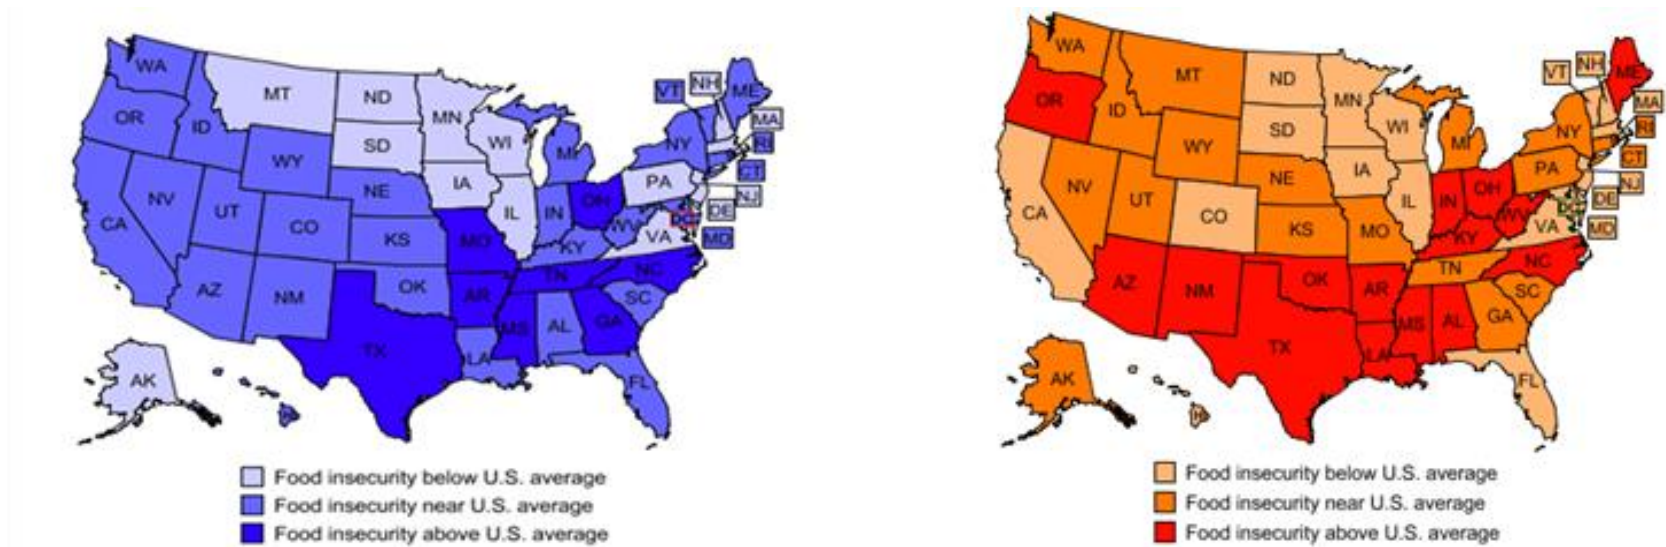 WA
MT
ND
MN
VT
NH
ME
OR
ID
SD
WI
MI
NY
MA
RI
WY
IA
PA
CT
NV
NE
IL
IN
OH
NJ
CA
UT
CO
KS
MO
WV
DC
DE
VA
MD
KY
AZ
NM
OK
AR
TN
NC
SC
TX
MS
AL
GA
LA
AK
FL
HI
Food insecurity below U.S. average
Food insecurity near U.S. average
Food insecurity above U.S. average
WA
MT
ND
MN
VT
NH
ME
OR
ID
SD
WI
MI
NY
MA
RI
WY
IA
PA
CT
NV
NE
IL
IN
OH
NJ
CA
UT
CO
KS
MO
WV
DC
DE
VA
MD
KY
AZ
NM
OK
AR
TN
NC
SC
TX
MS
AL
GA
LA
AK
FL
HI
Food insecurity below U.S. average
Food insecurity near U.S. average
Food insecurity above U.S. average